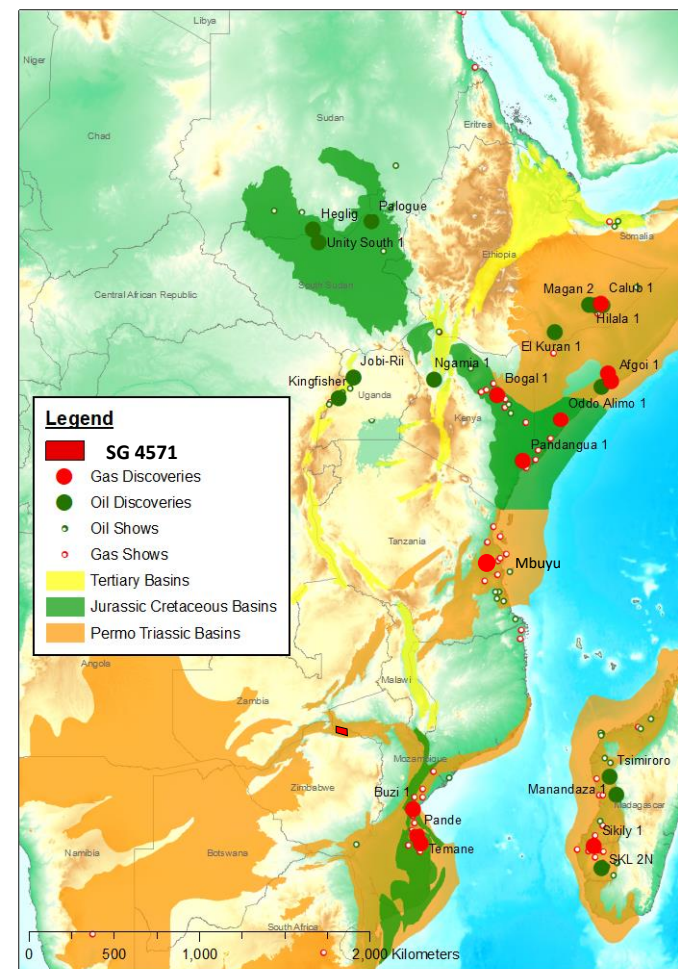 Libya
Niger
Sudan
Chad
Eritrea
Heglig
Palogue
Unity South 1
Ethiopia
Somalia
South Sudan
Central African Republic
Magan 2
Calub 1
Hilala 1
El Kuran 1
Jobi-Rii
Ngamia 1
Afgoi 1
Kingfisher
Uganda
Bogal 1
Oddo Alimo 1
Kenya
Pandangua 1
Legend
SG 4571
Gas Discoveries
Oil Discoveries
Oil Shows
Gas Shows
Tertiary Basins
Jurassic Cretaceous Basins
Permo Triassic Basins
Tanzania
Mbuyu
Angola
Malawi
Zambia
Mozambique
Tsimiroro
Zimbabwe
Buzi 1
Manandaza 1
Madagascar
Pande
Sikily 1
Temane
Namibia
Botswana
SKL 2N
South Africa
0 500 1,000 2,000 Kilometers